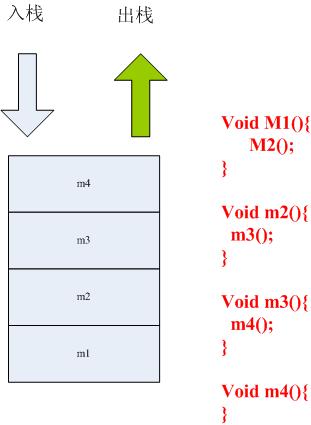 入栈
出栈
m4
m3
m2
m1
Void M1(){
M2();
}
Void m2(){
m3();
}
Void m3(){
m4();
}
Void m4(){
}